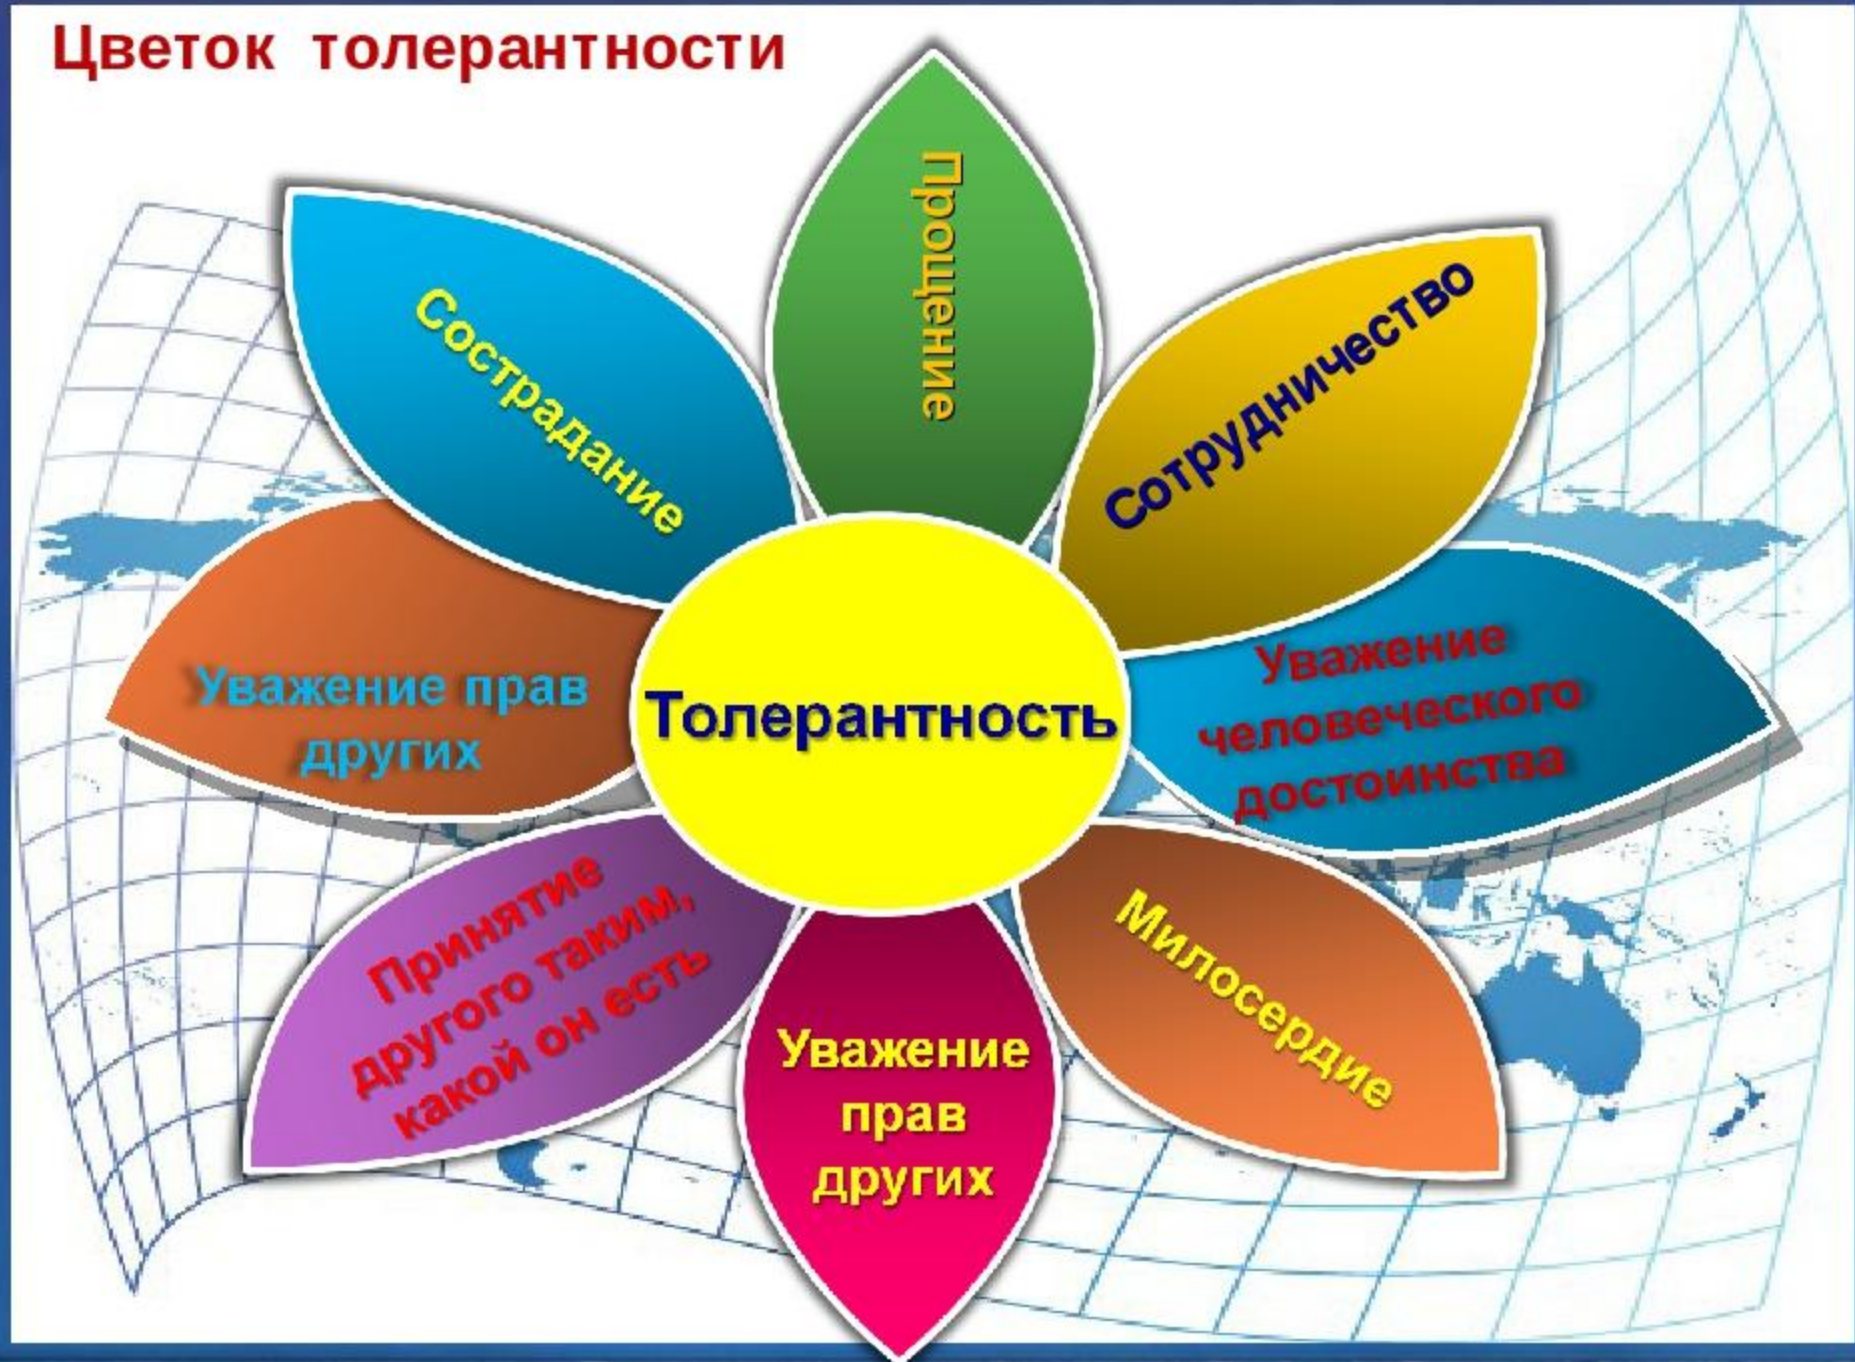 Цветок толерантности
Прощение
Сострадание
Сотрудничество
Уважение прав
других
Толерантность
Уважение
человеческого
достоинства
Принятие
другого таким,
какой он есть
Милосердие
Уважение
прав
других